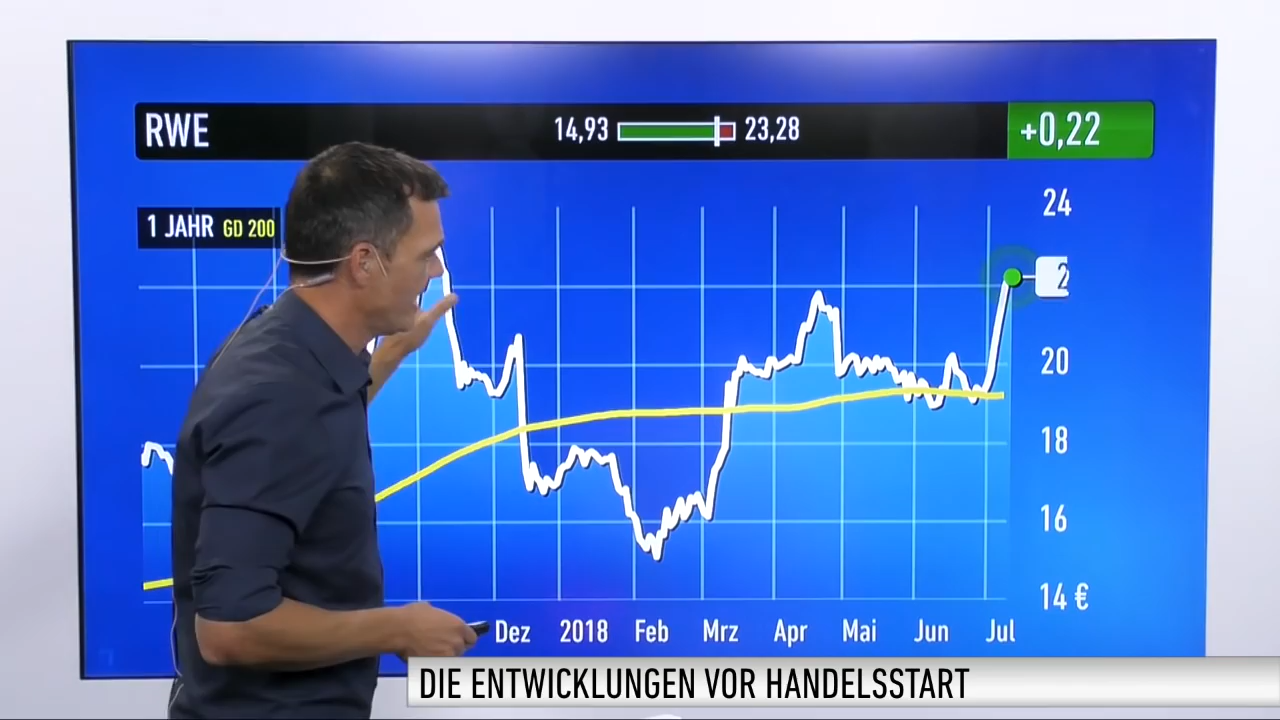 RWE 14,93 23,28 +0,22
1 JAHR GD 200
24
2
20
18
16
14 €
Dez 2018 Feb Mrz Apr Mai Jun Jul
DIE ENTWICKLUNGEN VOR HANDELSSTART